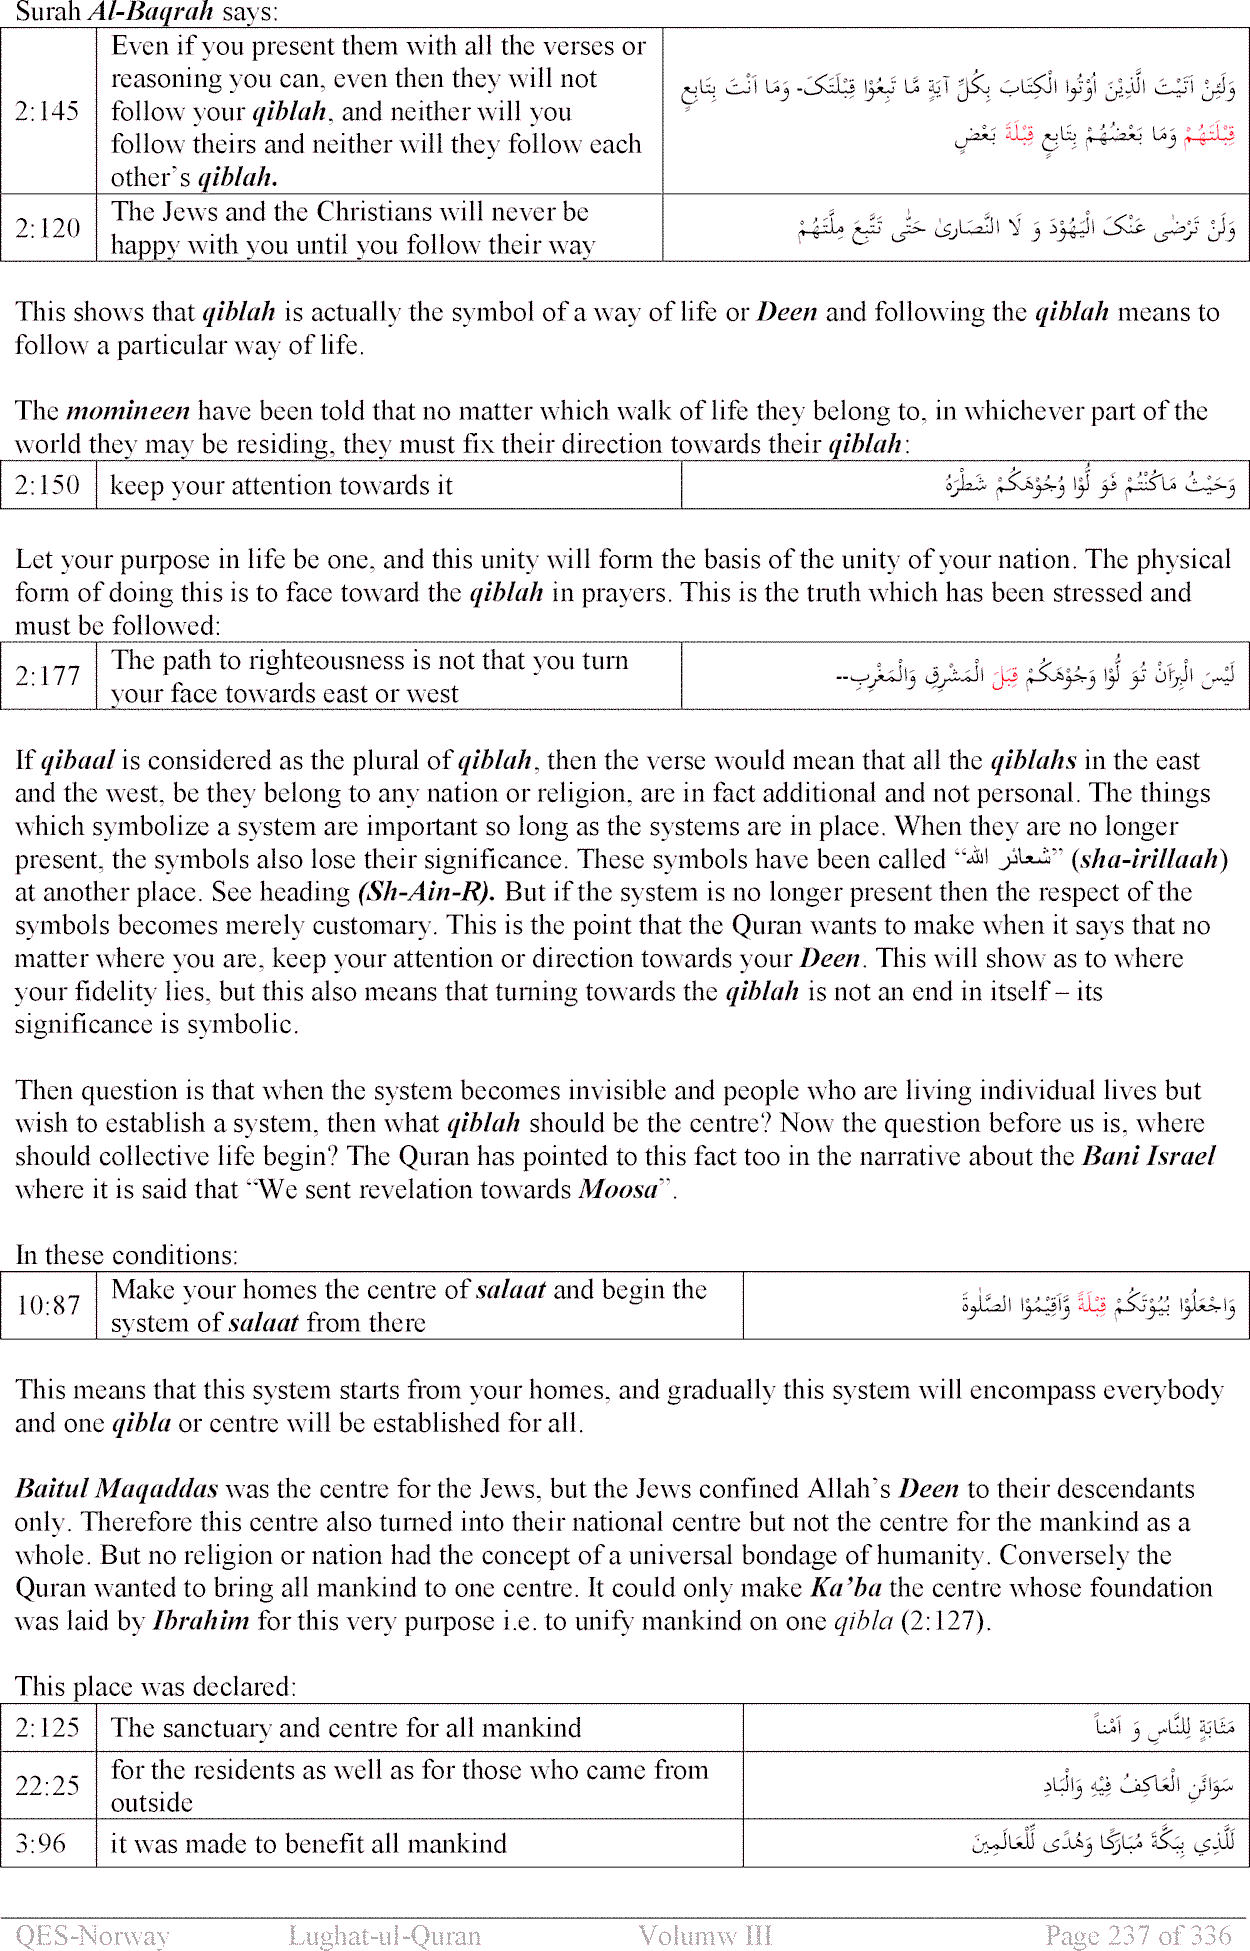 Surah Al-Baqrah says:
2:145
Even if you present them with all the verses or
reasoning you can, even then they will not
follow your qiblah, and neither will you
follow theirs and neither will they follow each
other's qiblah.
وَلَئِنْ اَتَيْتَ الَّذِيْنَ اُوْتُوا الْكِتَابَ بِكُلِّ آيَةٍ مَّا تَبِعُوْا قِبْلَتَکَ- وَمَا اَنْتَ بِتَابِعٍ
قِبْلَتَهُمْ وَمَا بَعْضُهُمْ بِتَابِعٍ قِبْلَةَ بَعْضٍ
2:120
The Jews and the Christians will never be
happy with you until you follow their way
وَلَنْ تَرْضٰى عَنْکَ الْيَهُوْدَ وَ لَا النَّصَارىٰ حَتّٰى تَتَّبِعَ مِلَّتَهُمْ
This shows that qiblah is actually the symbol of a way of life or Deen and following the qiblah means to
follow a particular way of life.
The momineen have been told that no matter which walk of life they belong to, in whichever part of the
world they may be residing, they must fix their direction towards their qiblah:
2:150
keep your attention towards it
وَحَيْثُ مَاكُنْتُمْ فَوَ لُّوْا وُجُوْهَكُمْ شَطْرَهُ
Let your purpose in life be one, and this unity will form the basis of the unity of your nation. The physical
form of doing this is to face toward the qiblah in prayers. This is the truth which has been stressed and
must be followed:
2:177
The path to righteousness is not that you turn
your face towards east or west
لَيْسَ الْبِرَاَنْ تُوَ لُّوْا وَجُوْهَكُمْ قِبَلَ الْمَشْرِقِ وَالْمَغْرِبِ--
If qibaal is considered as the plural of qiblah, then the verse would mean that all the qiblahs in the east
and the west, be they belong to any nation or religion, are in fact additional and not personal. The things
which symbolize a system are important so long as the systems are in place. When they are no longer
present, the symbols also lose their significance. These symbols have been called “شعائر الله” (sha-irillaah)
at another place. See heading (Sh-Ain-R). But if the system is no longer present then the respect of the
symbols becomes merely customary. This is the point that the Quran wants to make when it says that no
matter where you are, keep your attention or direction towards your Deen. This will show as to where
your fidelity lies, but this also means that turning towards the qiblah is not an end in itself – its
significance is symbolic.
Then question is that when the system becomes invisible and people who are living individual lives but
wish to establish a system, then what qiblah should be the centre? Now the question before us is, where
should collective life begin? The Quran has pointed to this fact too in the narrative about the Bani Israel
where it is said that “We sent revelation towards Moosa”.
In these conditions:
10:87
Make your homes the centre of salaat and begin the
system of salaat from there
وَاجْعَلُوْا بُيُوْتَكُمْ قِبْلَةً وَّاَقِيْمُوْا الصَّلٰوةَ
This means that this system starts from your homes, and gradually this system will encompass everybody
and one qibla or centre will be established for all.
Baitul Maqaddas was the centre for the Jews, but the Jews confined Allah's Deen to their descendants
only. Therefore this centre also turned into their national centre but not the centre for the mankind as a
whole. But no religion or nation had the concept of a universal bondage of humanity. Conversely the
Quran wanted to bring all mankind to one centre. It could only make Ka'ba the centre whose foundation
was laid by Ibrahim for this very purpose i.e. to unify mankind on one qibla (2:127).
This place was declared:
2:125
The sanctuary and centre for all mankind
مَثَابَةٍ لِلنَّاسِ وَ اَمْناً
22:25
for the residents as well as for those who came from
outside
سَوَائَنِ الْعَاكِفُ فِيْهِ وَالْبَادِ
3:96
it was made to benefit all mankind
لَلَّذِي بِبَكَّةَ مُبَارَكًا وَهُدًى لِّلْعَالَمِينَ
QES-Norway Lughat-ul-Quran Volumw III Page 237 of 336